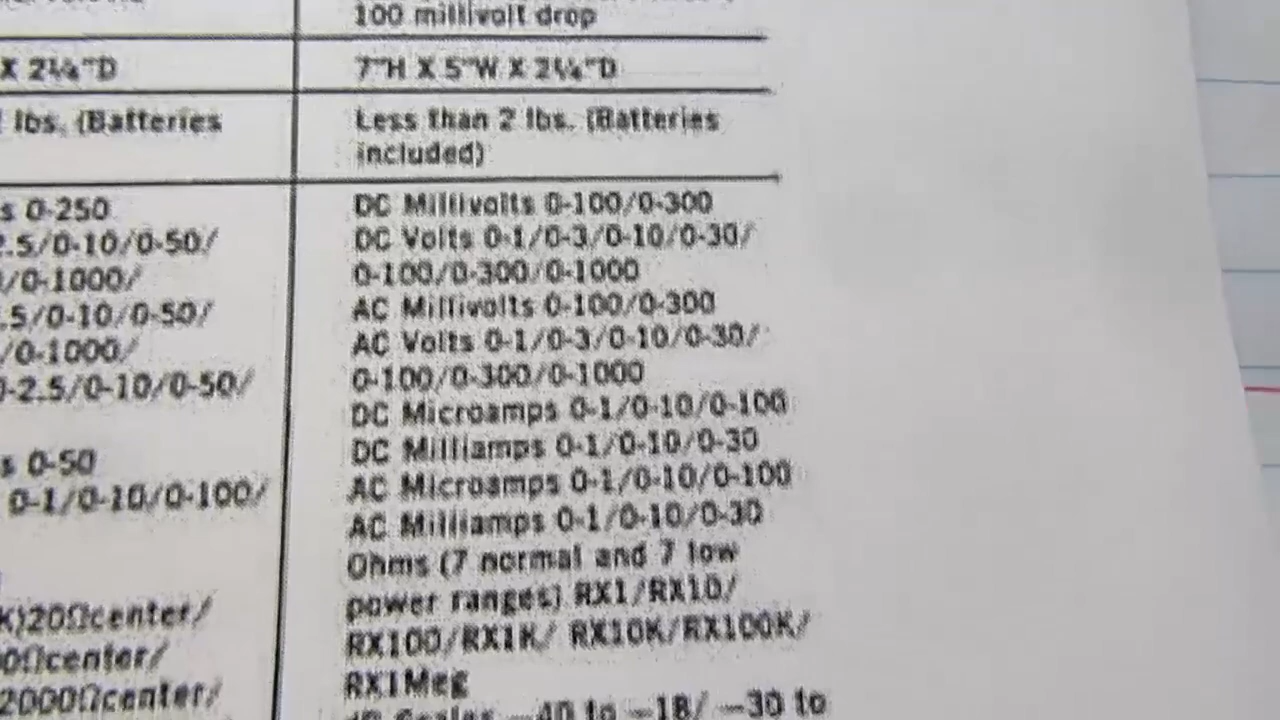 100 millivolt drop
X 2¼"D
7"H X 5"W X 2¼"D
lbs. (Batteries
Less than 2 lbs. (Batteries
included)
s 0-250
2.5/0-10/0-50/
/0-1000/
.5/0-10/0-50/
/0-1000/
0-2.5/0-10/0-50/
s 0-50
0-1/0-10/0-100/
K)20Ωcenter/
0Ωcenter/
2000Ωcenter/
DC Millivolts 0-100/0-300
DC Volts 0-1/0-3/0-10/0-30/
0-100/0-300/0-1000
AC Millivolts 0-100/0-300
AC Volts 0-1/0-3/0-10/0-30/
0-100/0-300/0-1000
DC Microamps 0-1/0-10/0-100
DC Milliamps 0-1/0-10/0-30
AC Microamps 0-1/0-10/0-100
AC Milliamps 0-1/0-10/0-30
Ohms (7 normal and 7 low
power ranges) RX1/RX10/
RX100/RX1K/ RX10K/RX100K/
RX1Meg
dB Scales —40 to —18/ —30 to